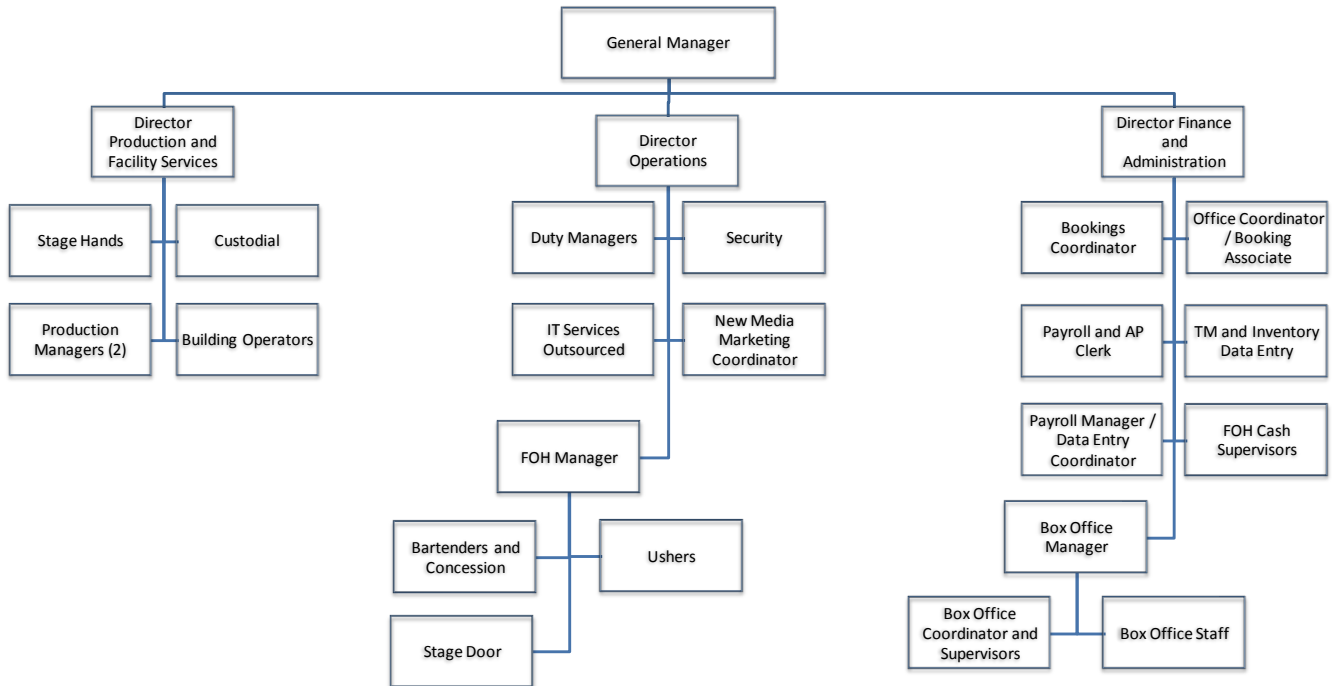 General Manager
Director
Production and
Facility Services
Director
Operations
Director Finance
and
Administration
Stage Hands
Custodial
Duty Managers
Security
Bookings
Coordinator
Office Coordinator
/ Booking
Associate
Production
Managers (2)
Building Operators
IT Services
Outsourced
New Media
Marketing
Coordinator
Payroll and AP
Clerk
TM and Inventory
Data Entry
FOH Manager
Payroll Manager /
Data Entry
Coordinator
FOH Cash
Supervisors
Bartenders and
Concession
Ushers
Box Office
Manager
Stage Door
Box Office
Coordinator and
Supervisors
Box Office Staff